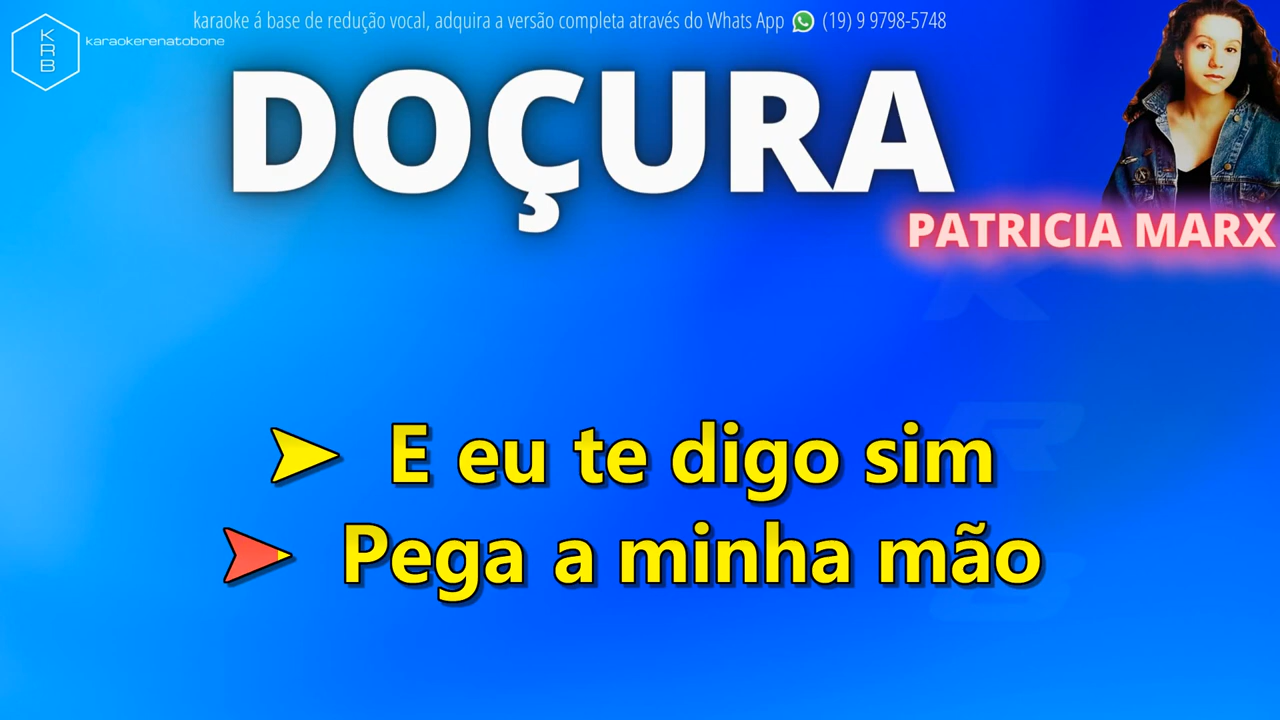 karaoke á base de redução vocal, adquira a versão completa através do Whats App (19) 9 9798-5748
KRB
karaokerenatobone
DOÇURA
PATRICIA MARX
➤ E eu te digo sim
➤ Pega a minha mão
K
R
B